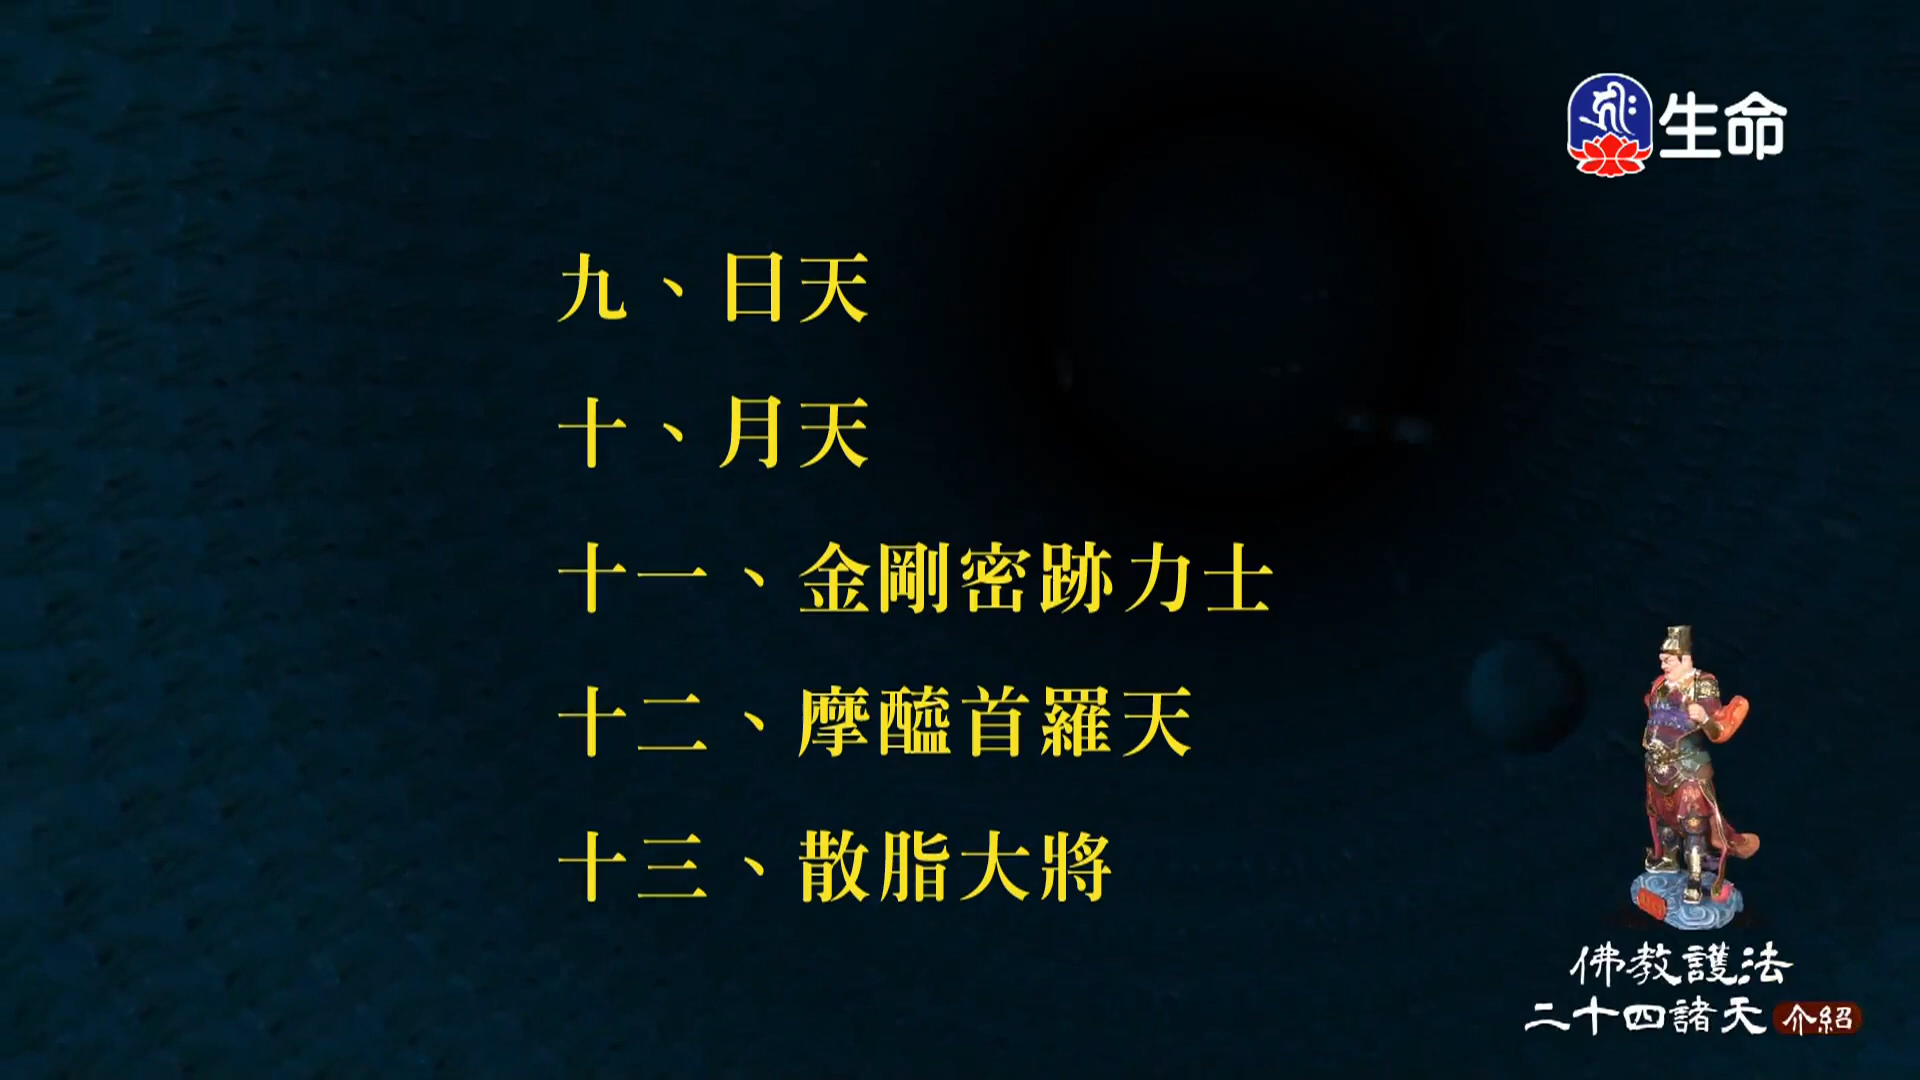 生命
九、日天
十、月天
十一、金剛密跡力士
十二、摩醯首羅天
十三、散脂大將
佛教護法
二十四諸天 介紹